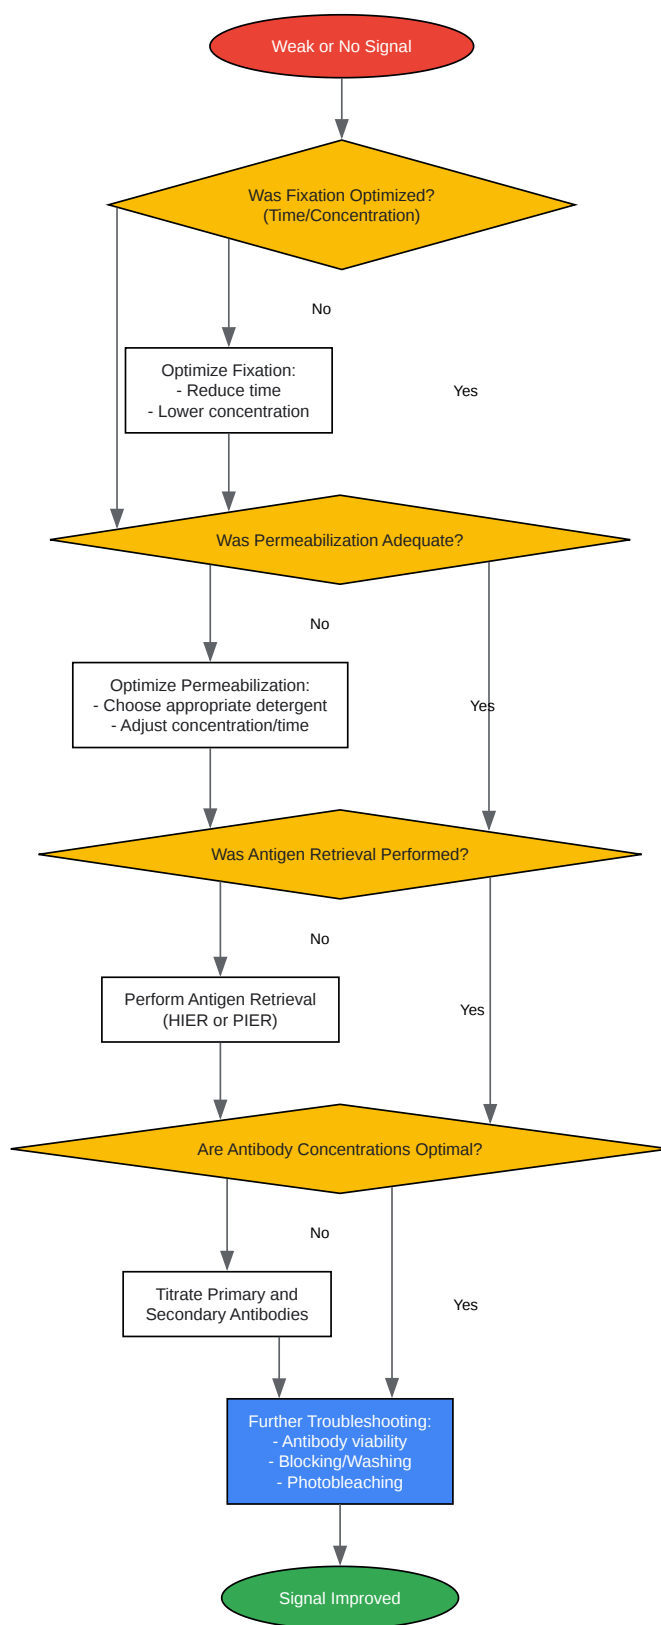 Weak or No Signal
Was Fixation Optimized?
(Time/Concentration)
No
Optimize Fixation:
- Reduce time
- Lower concentration
Yes
Was Permeabilization Adequate?
No
Optimize Permeabilization:
- Choose appropriate detergent
- Adjust concentration/time
Yes
Was Antigen Retrieval Performed?
No
Perform Antigen Retrieval
(HIER or PIER)
Yes
Are Antibody Concentrations Optimal?
No
Titrate Primary and
Secondary Antibodies
Yes
Further Troubleshooting:
- Antibody viability
- Blocking/Washing
- Photobleaching
Signal Improved